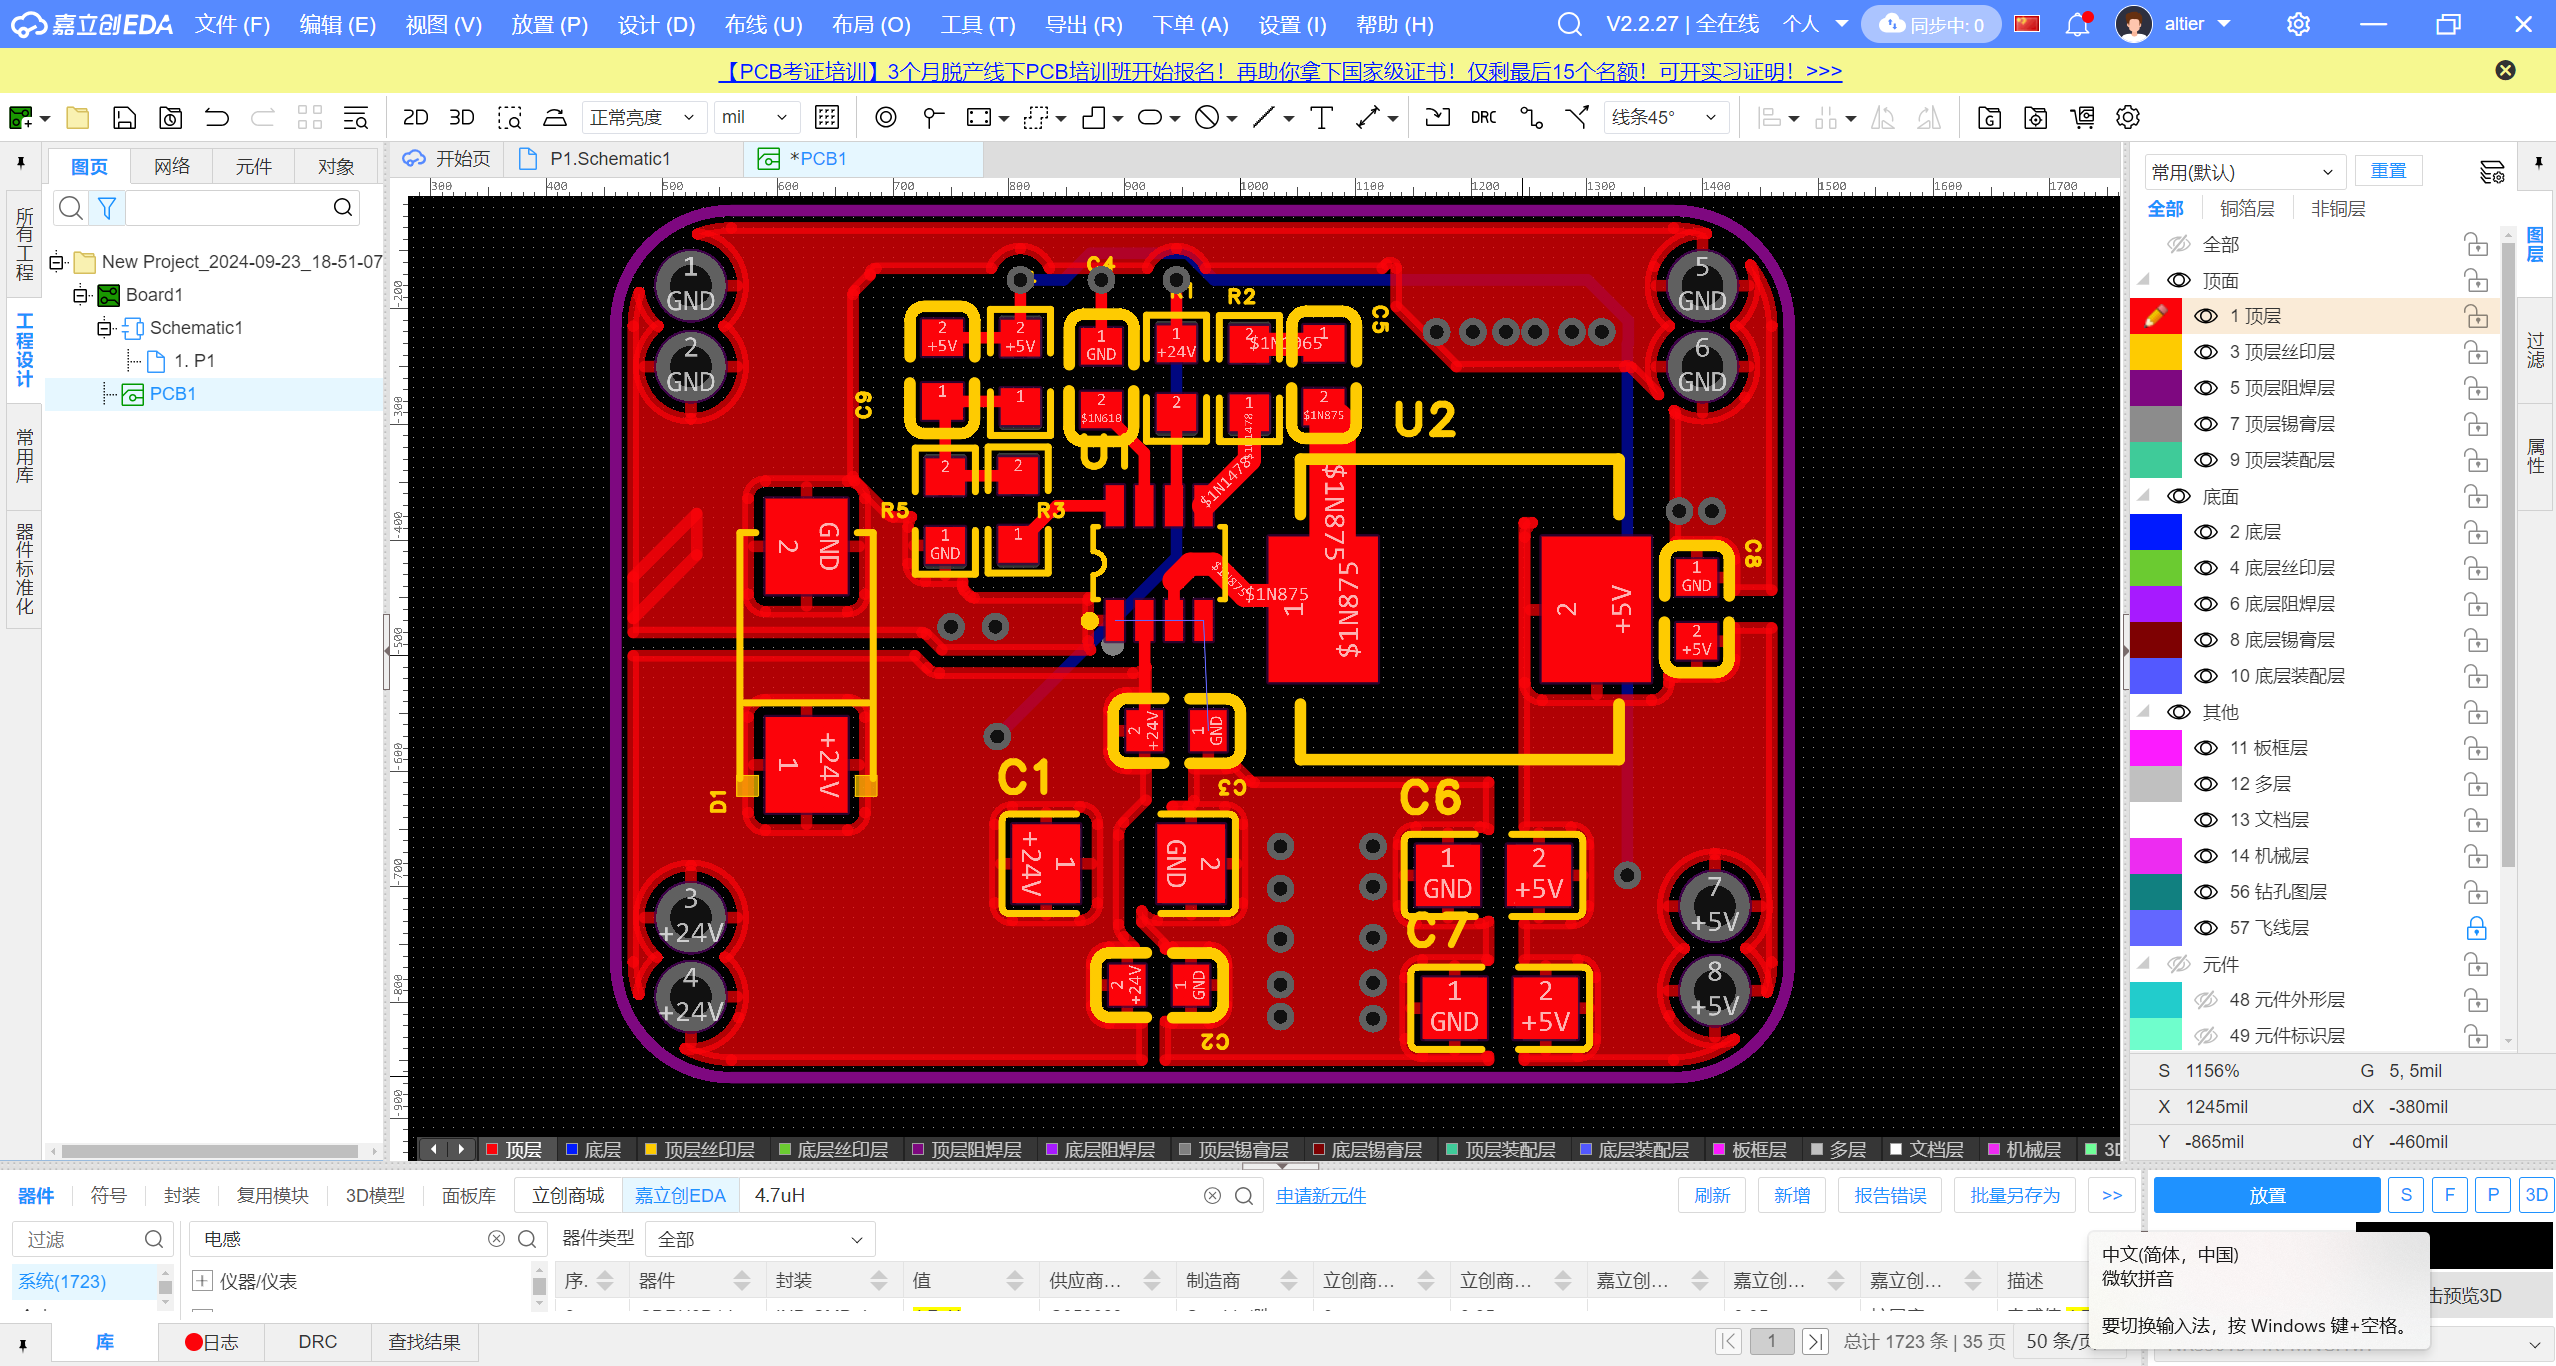 嘉立创EDA 文件 (F) 编辑 (E) 视图 (V) 放置 (P) 设计 (D) 布线 (U) 布局 (O) 工具 (T) 导出 (R) 下单 (A) 设置 (I) 帮助 (H) V2.2.27 | 全在线 个人 同步中: 0 altier
【PCB考证培训】3个月脱产线下PCB培训班开始报名！再助你拿下国家级证书！仅剩最后15个名额！可开实习证明！>>>
2D 3D 正常亮度 mil DRC 线条45°
图页 网络 元件 对象
开始页 P1.Schematic1 *PCB1
所有工程
工程设计
常用库
器件标准化
New Project_2024-09-23_18-51-07
Board1
Schematic1
1. P1
PCB1
300 400 500 600 700 800 900 1000 1100 1200 1300 1400 1500 1600 1700
-200
-300
-400
-500
-600
-700
-800
-900
1 GND
2 GND
3 +24V
4 +24V
5 GND
6 GND
7 +5V
8 +5V
C4
R2
C5
2 +5V
2 +5V
1 GND
1 +24V
2
1
1
1
2 $1N610
2
1
2 $1N875
C9
U1
U2
R5
R3
2
2
1 GND
1
$1N1478
$1N1478
$1N875
$1N875
2 GND
1 +24V
D1
1
2 +5V
C8
1 GND
2 +5V
2 +24V
1 GND
C3
C1
+24V 1
GND 2
C6
1 GND
2 +5V
C7
1 GND
2 +5V
2 +24V
1 GND
C2
顶层 底层 顶层丝印层 底层丝印层 顶层阻焊层 底层阻焊层 顶层锡膏层 底层锡膏层 顶层装配层 底层装配层 板框层 多层 文档层 机械层
常用(默认) 重置
全部 铜箔层 非铜层
图层
过滤
属性
全部
顶面
1 顶层
3 顶层丝印层
5 顶层阻焊层
7 顶层锡膏层
9 顶层装配层
底面
2 底层
4 底层丝印层
6 底层阻焊层
8 底层锡膏层
10 底层装配层
其他
11 板框层
12 多层
13 文档层
14 机械层
56 钻孔图层
57 飞线层
元件
48 元件外形层
49 元件标识层
S 1156% G 5, 5mil
X 1245mil dX -380mil
Y -865mil dY -460mil
器件 符号 封装 复用模块 3D模型 面板库 立创商城 嘉立创EDA 4.7uH 申请新元件 刷新 新增 报告错误 批量另存为 >> 放置 S F P 3D
过滤 电感 器件类型 全部
系统(1723) 仪器/仪表
序. 器件 封装 值 供应商... 制造商 立创商... 立创商... 嘉立创... 嘉立创... 嘉立创... 描述
中文(简体，中国)
微软拼音
要切换输入法，按 Windows 键+空格。
击预览3D
库 日志 DRC 查找结果
1 总计 1723 条 | 35 页 50 条/页